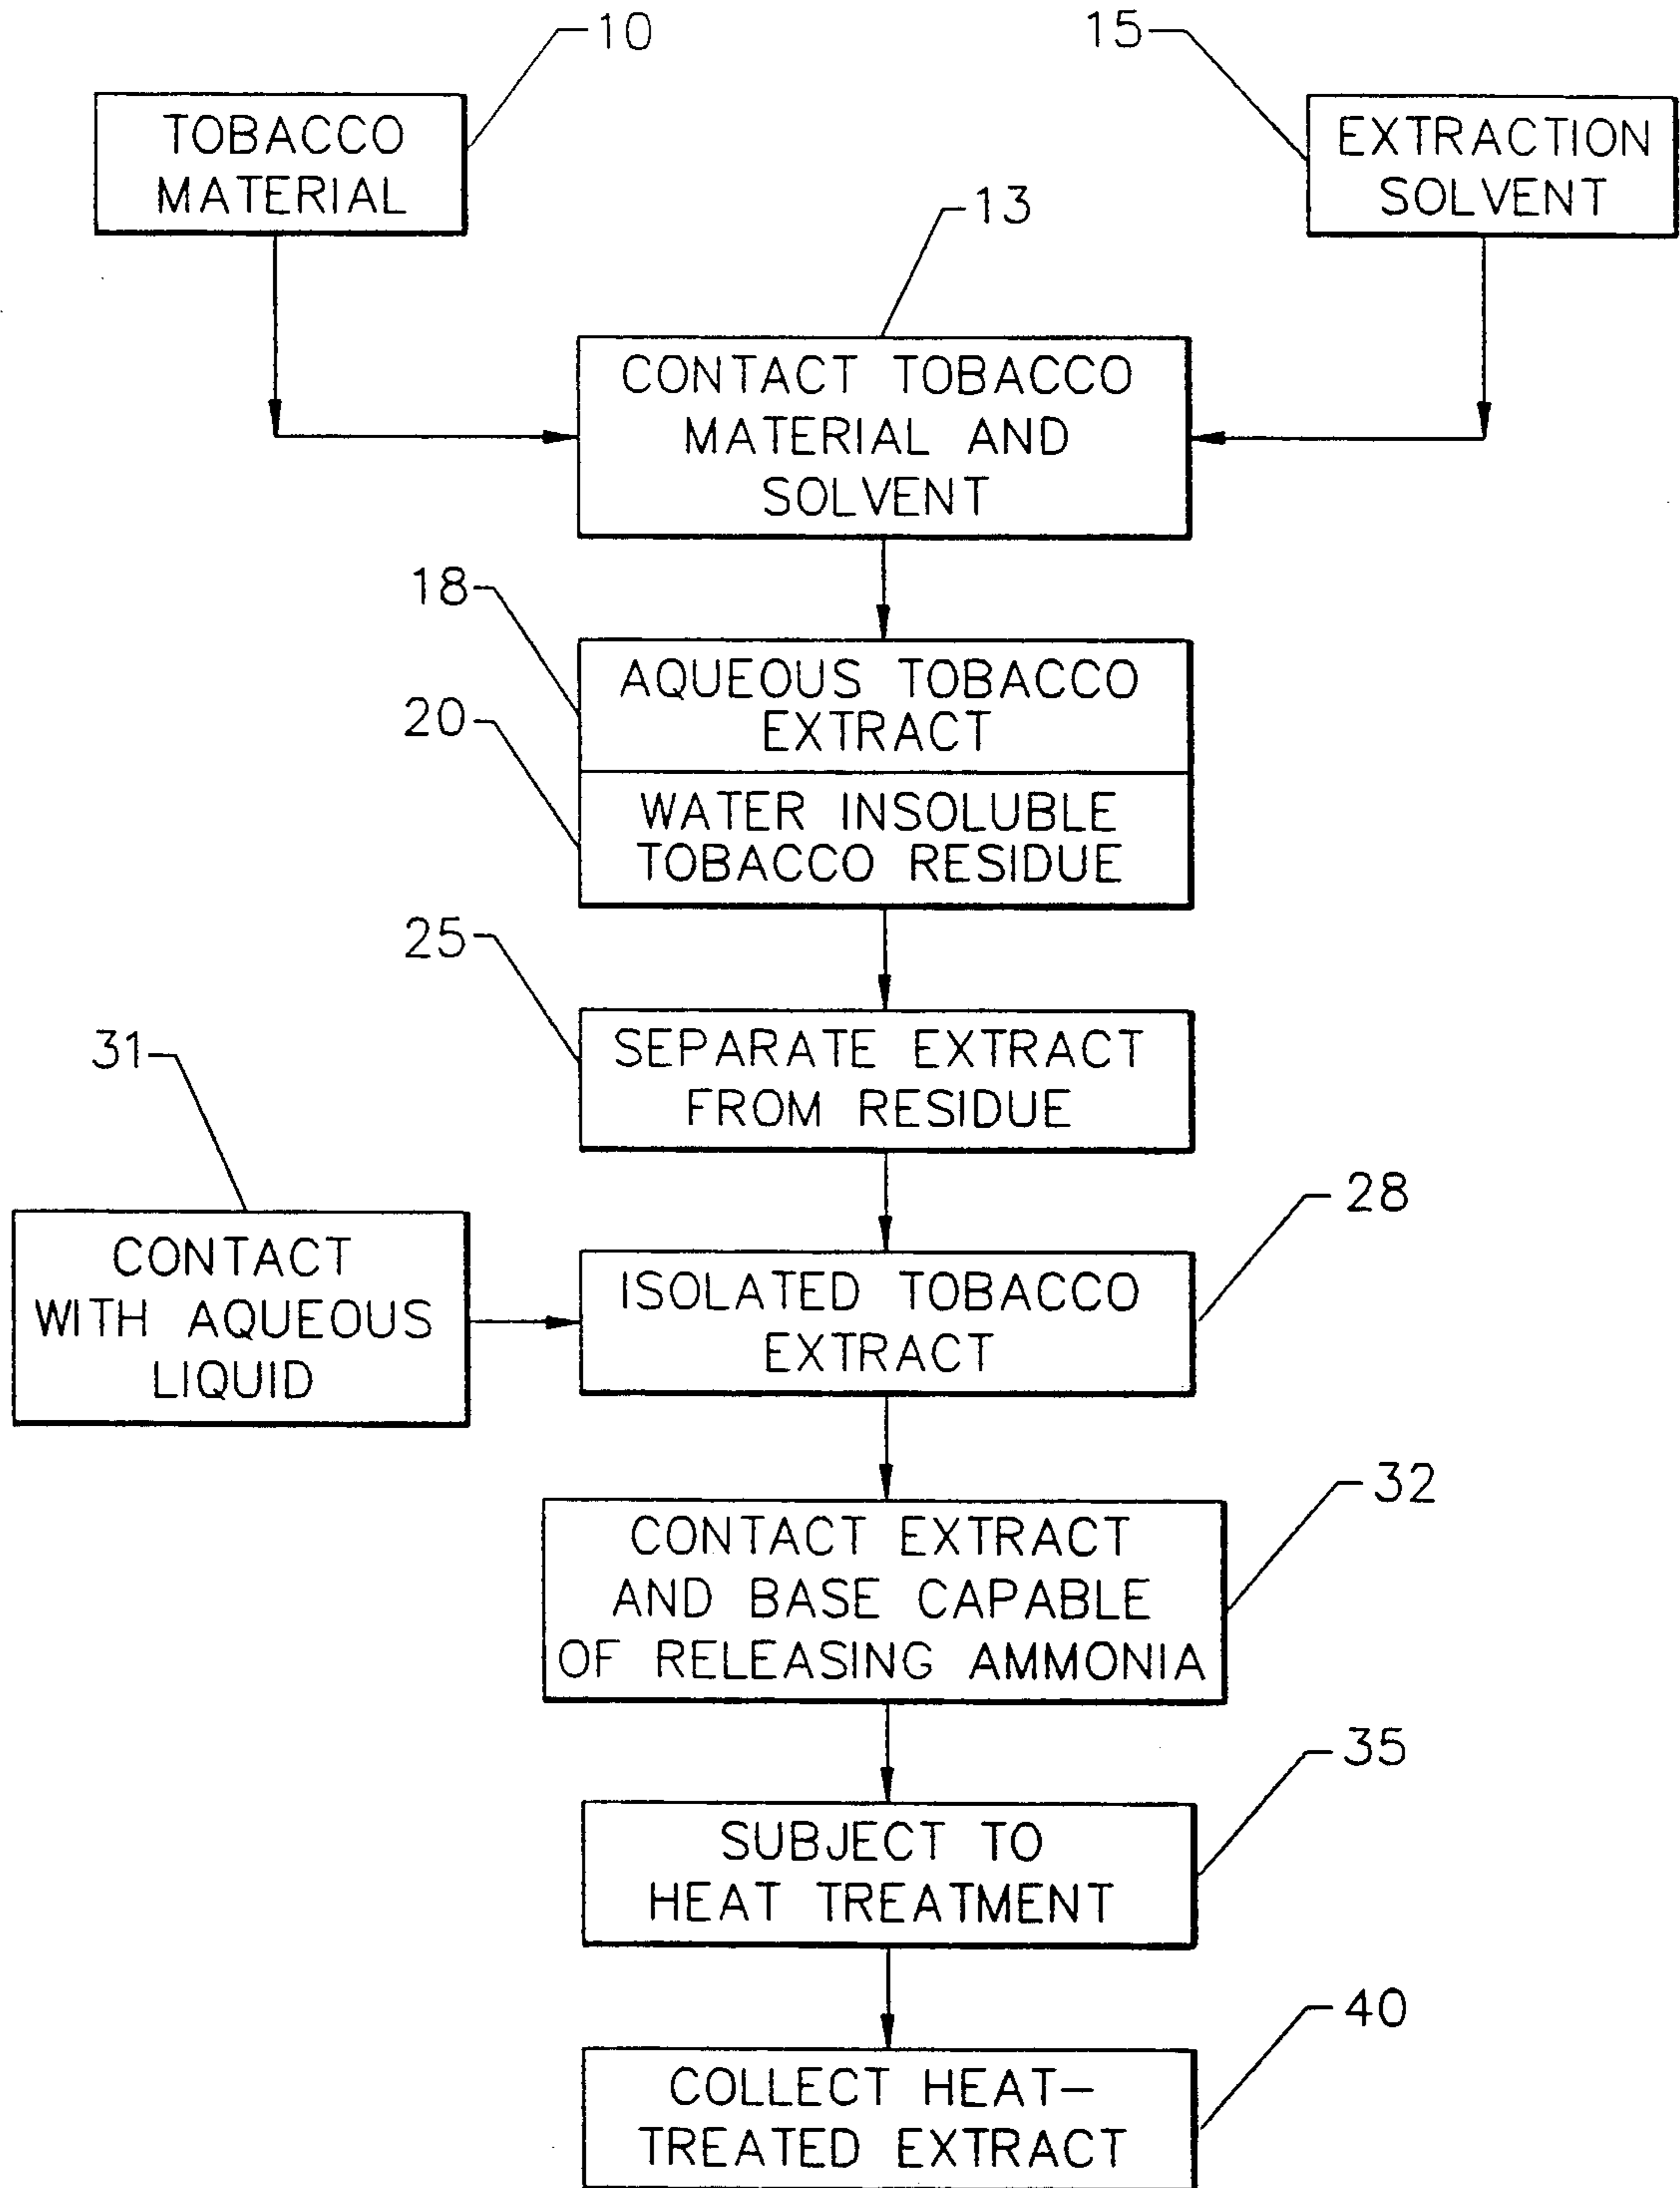 10
15
TOBACCO
MATERIAL
EXTRACTION
SOLVENT
13
CONTACT TOBACCO
MATERIAL AND
SOLVENT
18
AQUEOUS TOBACCO
EXTRACT
20
WATER INSOLUBLE
TOBACCO RESIDUE
25
SEPARATE EXTRACT
FROM RESIDUE
31
CONTACT
WITH AQUEOUS
LIQUID
28
ISOLATED TOBACCO
EXTRACT
32
CONTACT EXTRACT
AND BASE CAPABLE
OF RELEASING AMMONIA
35
SUBJECT TO
HEAT TREATMENT
40
COLLECT HEAT-
TREATED EXTRACT